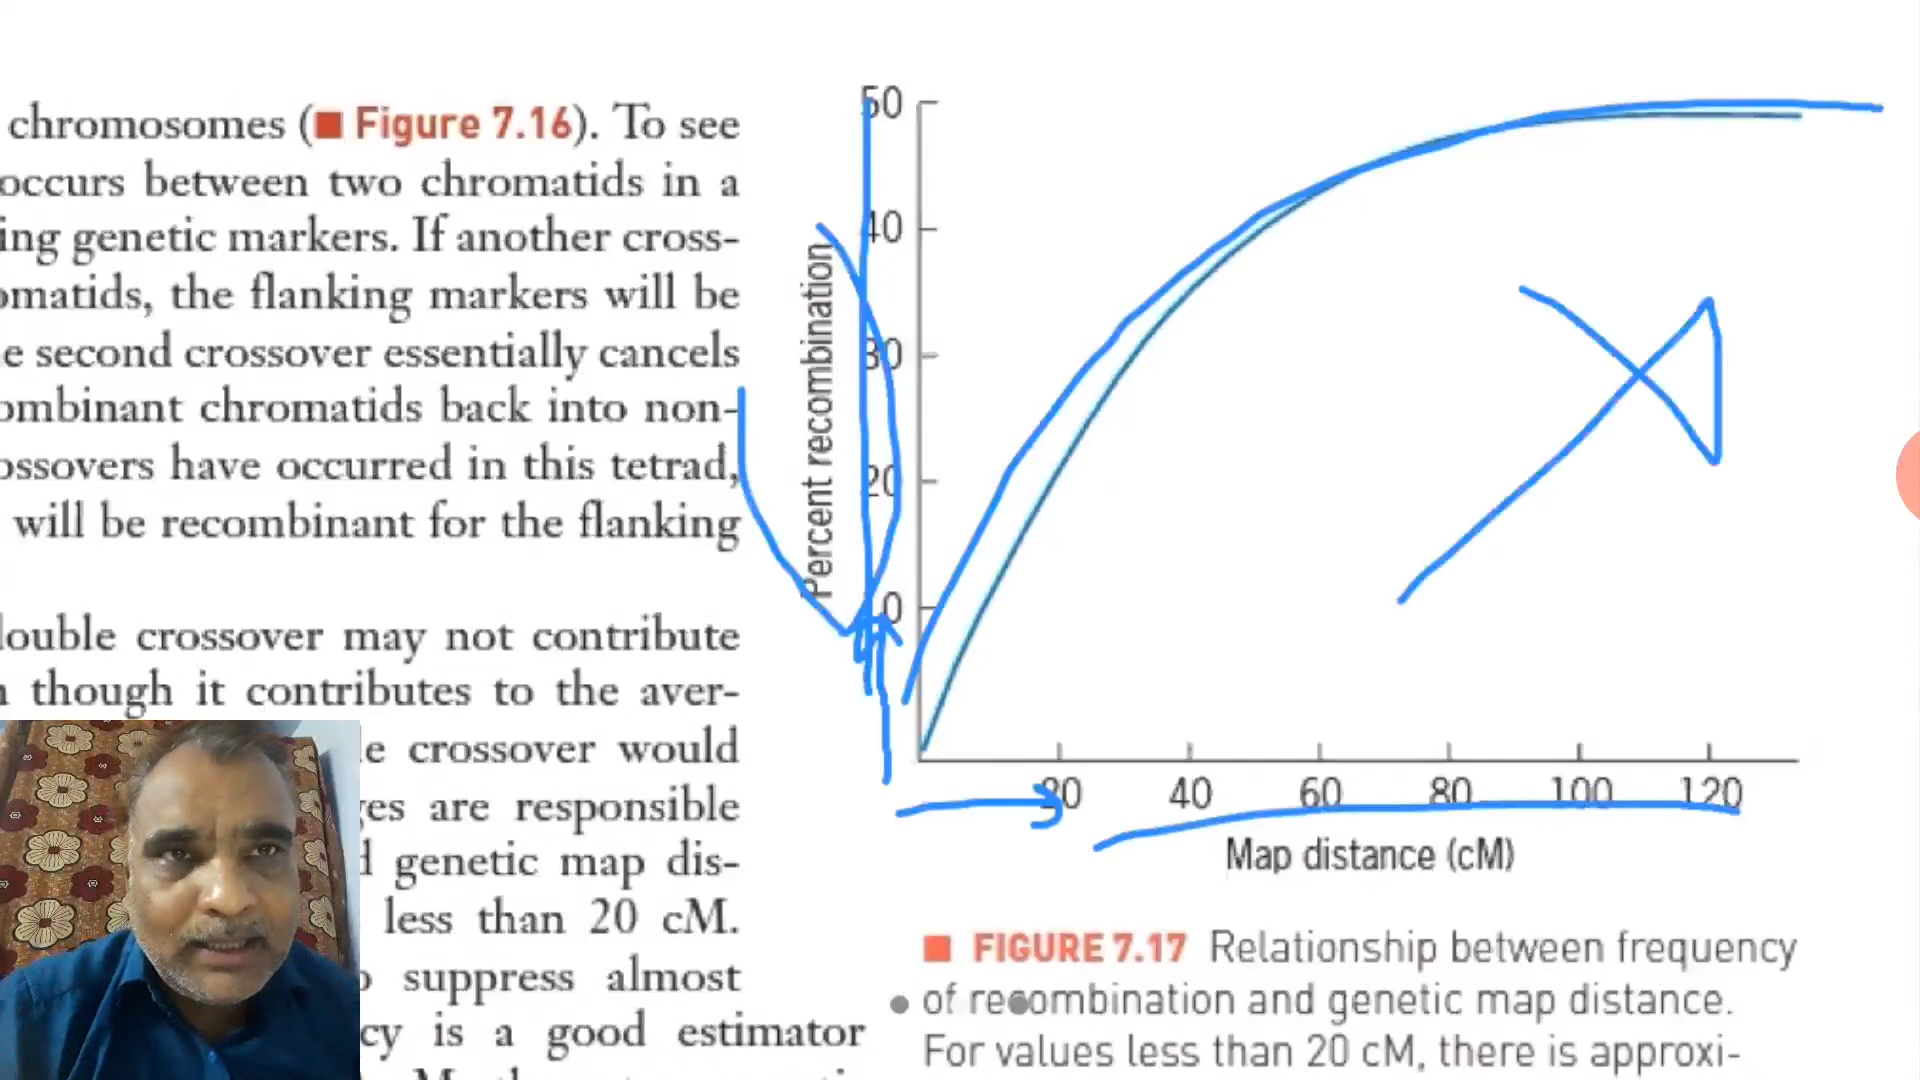 chromosomes (■ Figure 7.16). To see
occurs between two chromatids in a
ing genetic markers. If another cross-
omatids, the flanking markers will be
e second crossover essentially cancels
ombinant chromatids back into non-
ossovers have occurred in this tetrad,
will be recombinant for the flanking
louble crossover may not contribute
n though it contributes to the aver-
le crossover would
ges are responsible
d genetic map dis-
less than 20 cM.
o suppress almost
cy is a good estimator
Percent recombination
50
40
30
20
10
20 40 60 80 100 120
Map distance (cM)
■ FIGURE 7.17 Relationship between frequency
of recombination and genetic map distance.
For values less than 20 cM, there is approxi-